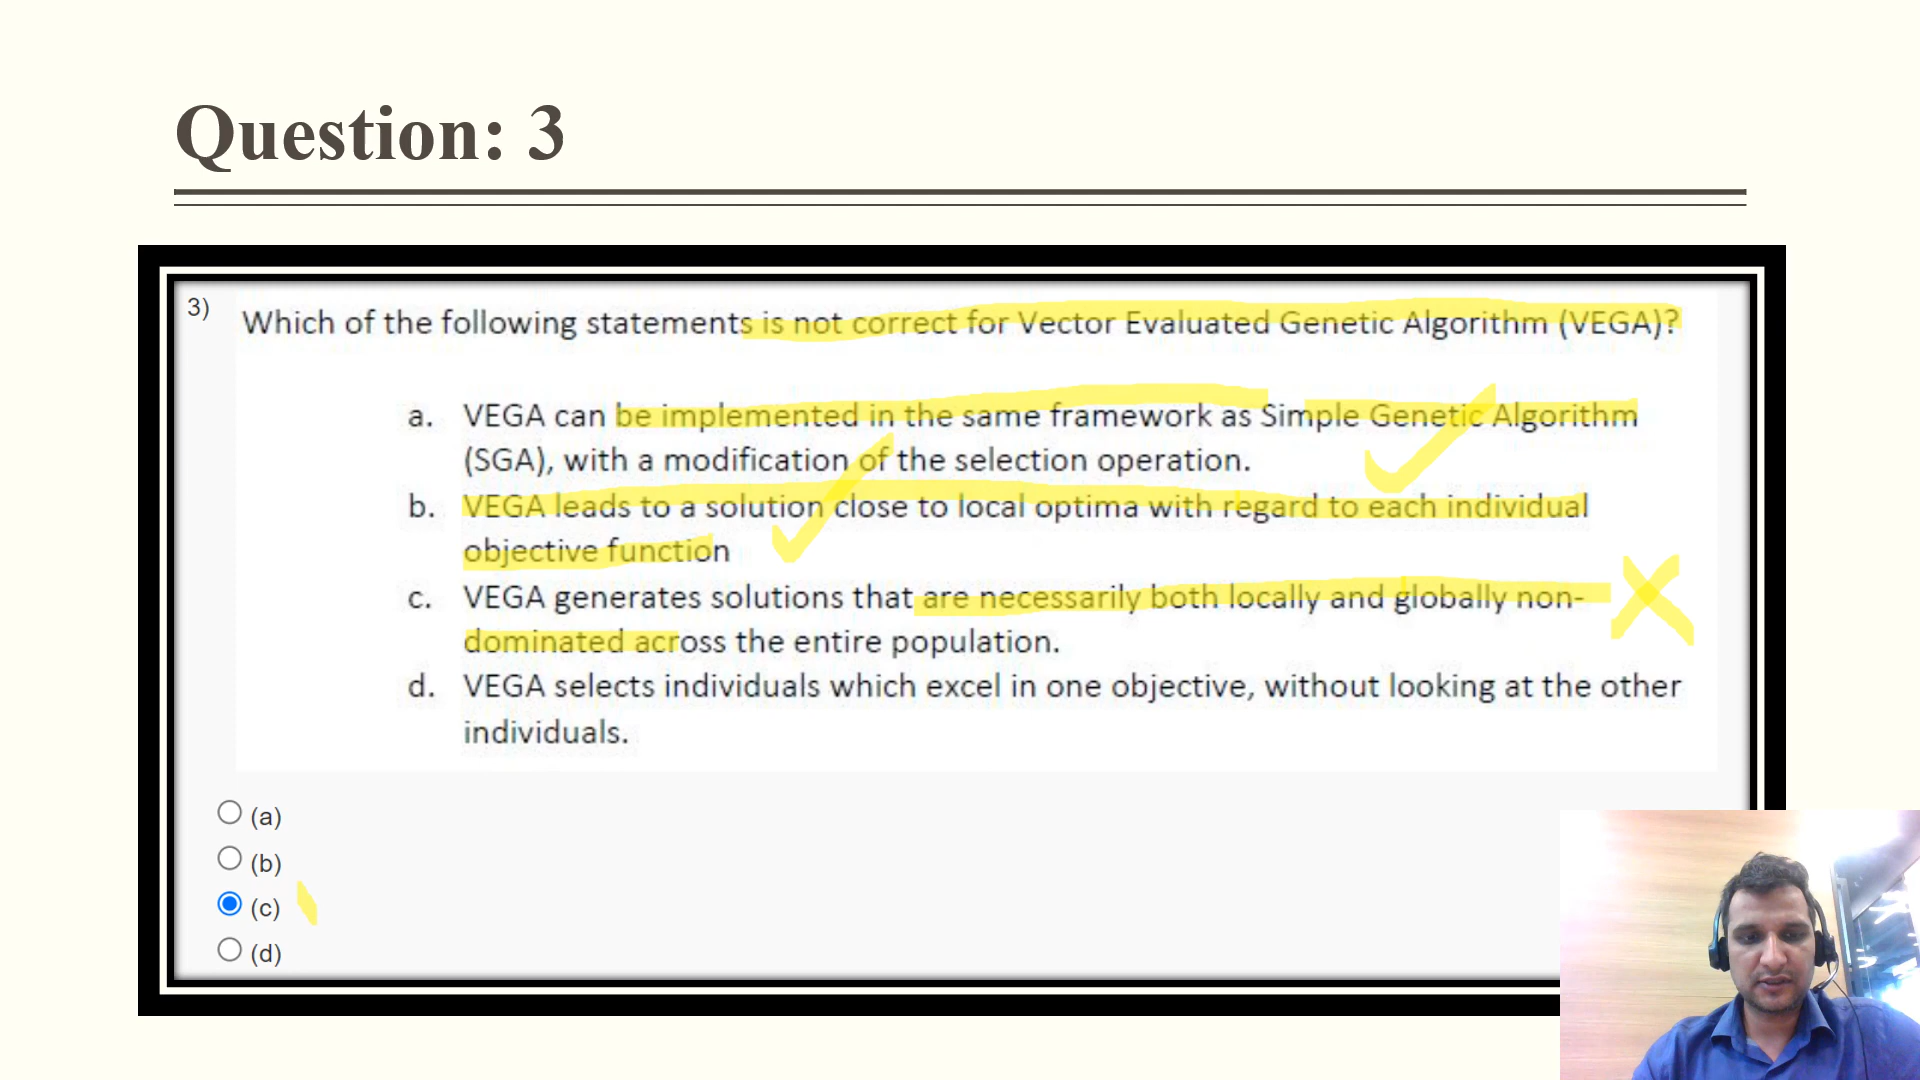 Question: 3
3)
Which of the following statements is not correct for Vector Evaluated Genetic Algorithm (VEGA)?
a. VEGA can be implemented in the same framework as Simple Genetic Algorithm
(SGA), with a modification of the selection operation.
b. VEGA leads to a solution close to local optima with regard to each individual
objective function
c. VEGA generates solutions that are necessarily both locally and globally non-
dominated across the entire population.
d. VEGA selects individuals which excel in one objective, without looking at the other
individuals.
(a)
(b)
(c)
(d)